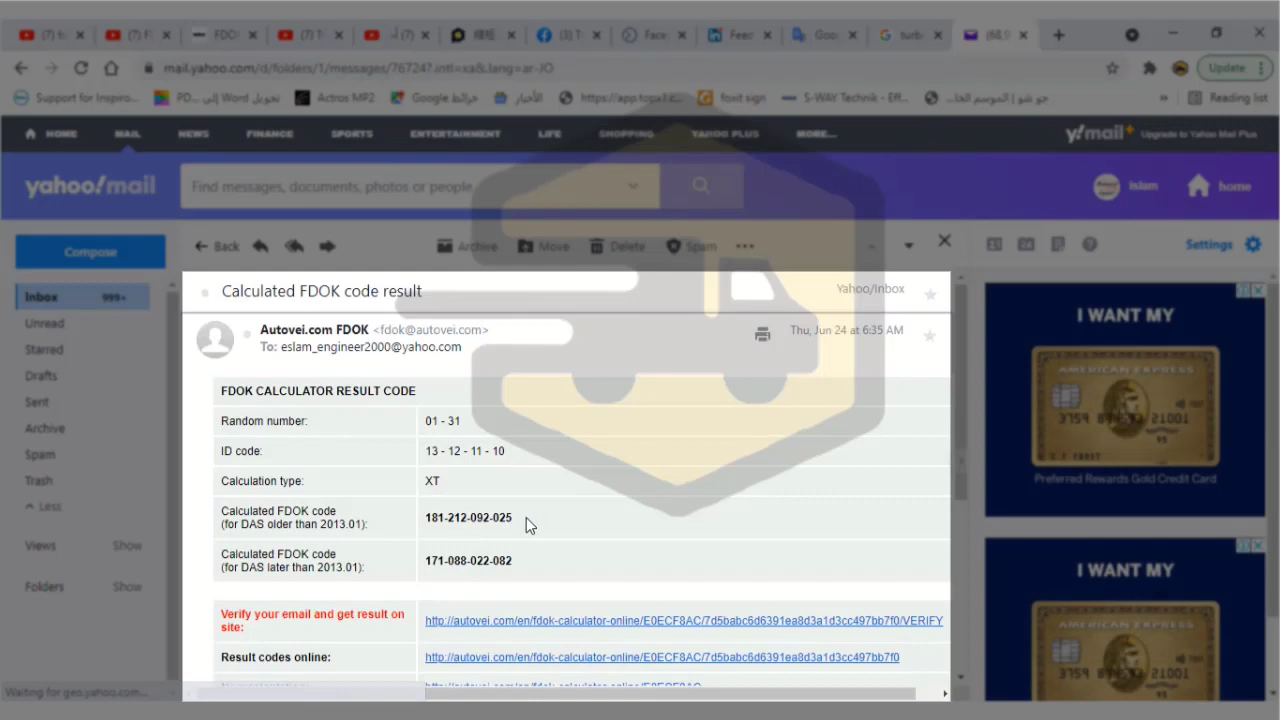 mail.yahoo.com/d/folders/1/messages/76724?.intl=xa&.lang=ar-JO
Update
Support for Inspiro...
PD... إلى Word تحويل
Actros MP2
خرائط Google
الأخبار
foxit sign
S-WAY Technik - Eff...
Reading list
HOME
MAIL
NEWS
FINANCE
SPORTS
ENTERTAINMENT
LIFE
SHOPPING
YAHOO PLUS
MORE...
y!mail+
Upgrade to Yahoo Mail Plus
yahoo!mail
Find messages, documents, photos or people
islam
home
Compose
Back
Archive
Move
Delete
Spam
Settings
Inbox 999+
Unread
Starred
Drafts
Sent
Archive
Spam
Trash
Less
Views Show
Folders Show
Calculated FDOK code result
Yahoo/Inbox
Autovei.com FDOK <fdok@autovei.com>
Thu, Jun 24 at 6:35 AM
To: eslam_engineer2000@yahoo.com
FDOK CALCULATOR RESULT CODE
Random number: 01 - 31
ID code: 13 - 12 - 11 - 10
Calculation type: XT
Calculated FDOK code
(for DAS older than 2013.01): 181-212-092-025
Calculated FDOK code
(for DAS later than 2013.01): 171-088-022-082
Verify your email and get result on
site:
http://autovei.com/en/fdok-calculator-online/E0ECF8AC/7d5babc6d6391ea8d3a1d3cc497bb7f0/VERIFY
Result codes online: http://autovei.com/en/fdok-calculator-online/E0ECF8AC/7d5babc6d6391ea8d3a1d3cc497bb7f0
I WANT MY
AMERICAN EXPRESS
Preferred Rewards Gold Credit Card
I WANT MY
AMERICAN EXPRESS
Waiting for geo.yahoo.com...